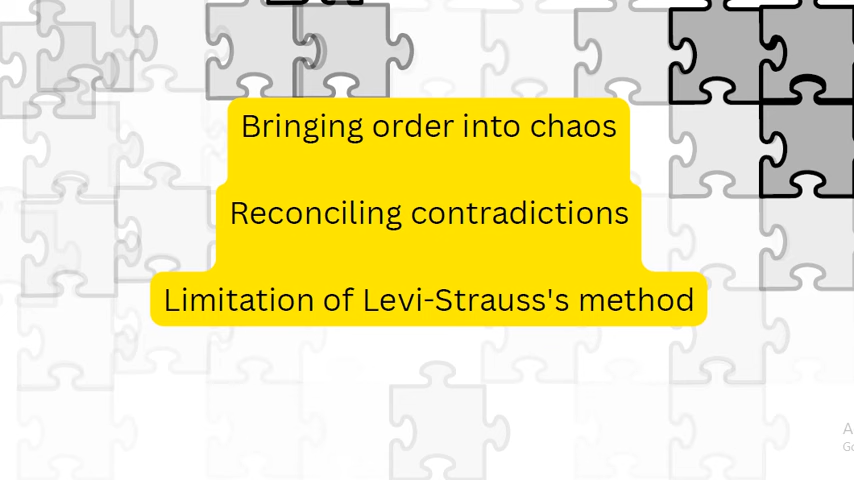 Bringing order into chaos
Reconciling contradictions
Limitation of Levi-Strauss's method